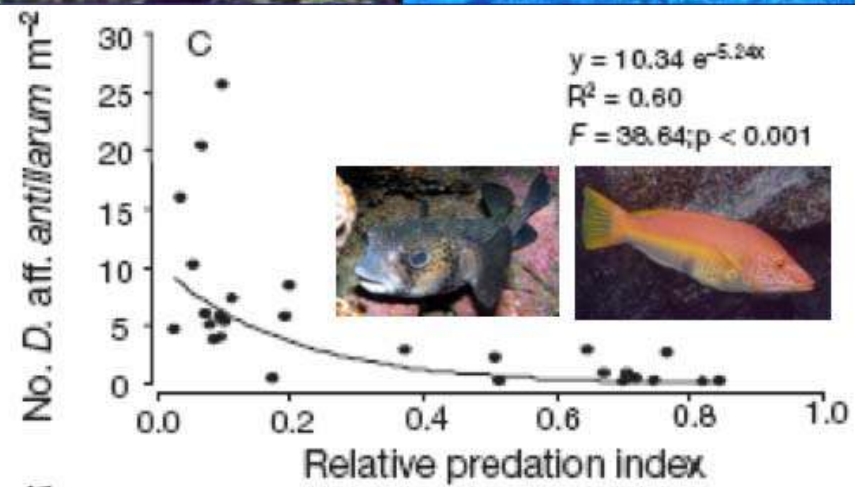 C
y = 10.34 e⁻⁵·²⁴ˣ
R² = 0.60
F = 38.64;p < 0.001
No. D. aff. antillarum m⁻²
30
25
20
15
10
5
0
0.0 0.2 0.4 0.6 0.8 1.0
Relative predation index